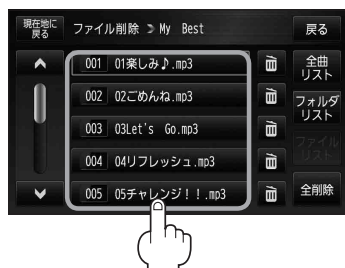 現在地に
戻る
ファイル削除 > My Best
戻る
001 01楽しみ♪.mp3
全曲
リスト
002 02ごめんね.mp3
フォルダ
リスト
003 03Let's Go.mp3
ファイル
リスト
004 04リフレッシュ.mp3
005 05チャレンジ!!.mp3
全削除